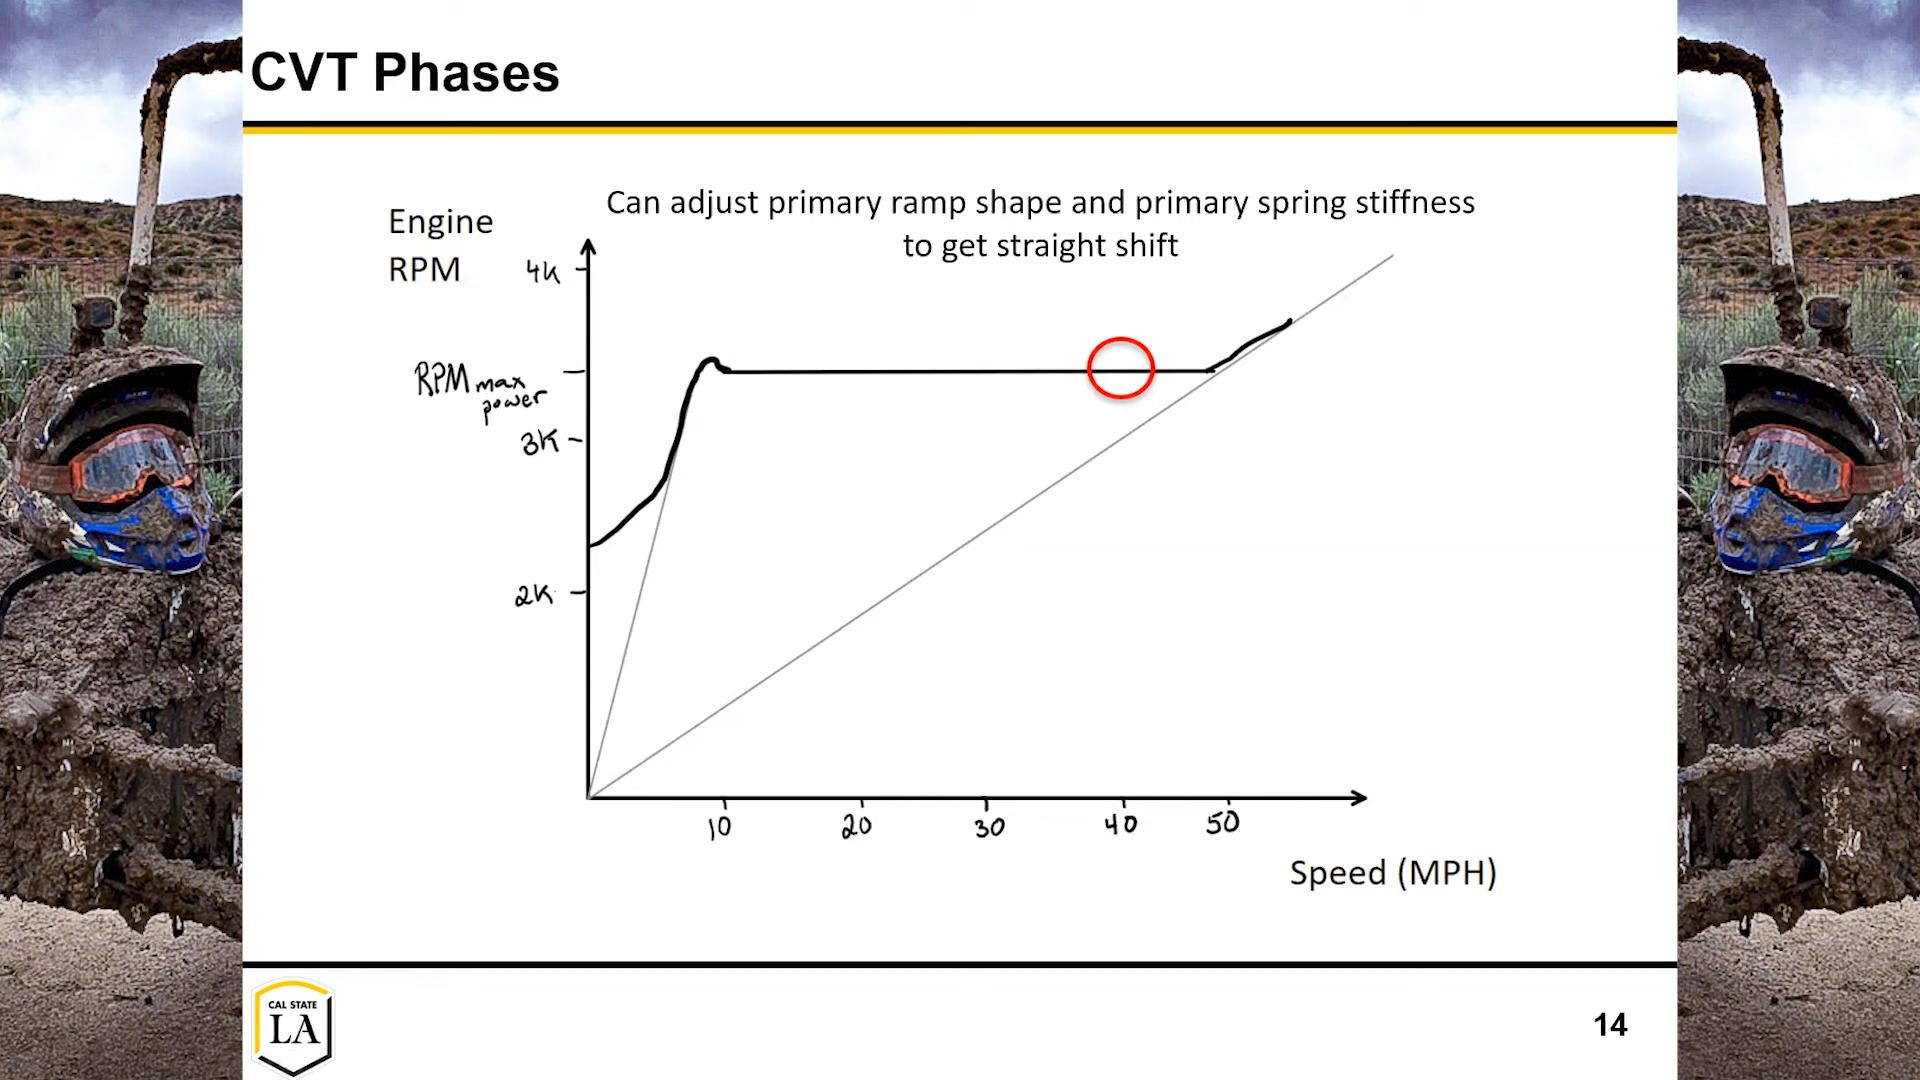 CVT Phases
Can adjust primary ramp shape and primary spring stiffness
to get straight shift
Engine
RPM
4K
RPM max
power
3K
2K
10 20 30 40 50
Speed (MPH)
CAL STATE
LA
14